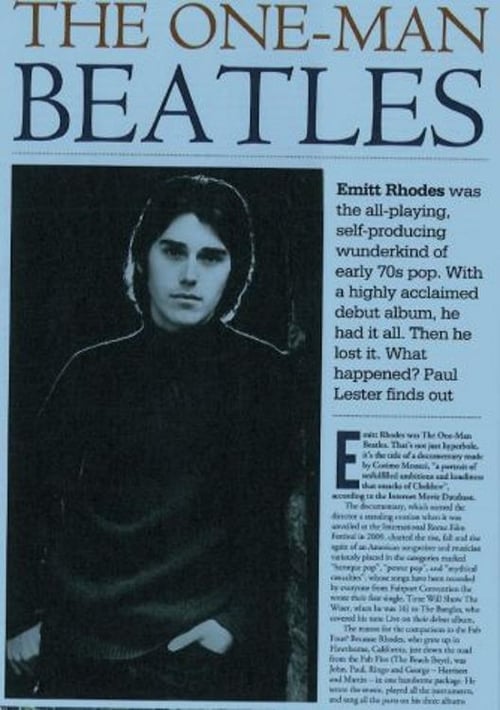 THE ONE-MAN
BEATLES
Emitt Rhodes was
the all-playing,
self-producing
wunderkind of
early 70s pop. With
a highly acclaimed
debut album, he
had it all. Then he
lost it. What
happened? Paul
Lester finds out
Emitt Rhodes was The One-Man
Beatles. That's not just hyperbole,
it's the title of a documentary made
by Cosimo Messeri, "a portrait of
unfulfilled ambitions and loneliness
that smacks of Chekhov",
according to the Internet Movie Database.
The documentary, which earned the
director a standing ovation when it was
unveiled at the International Rome Film
Festival in 2009, charted the rise, fall and rise
again of an American songwriter and musician
variously placed in the categories marked
"baroque pop", "power pop", and "mythical
casualties", whose songs have been recorded
by everyone from Fairport Convention (he
wrote their first single, Time Will Show The
Wiser, when he was 16) to The Bangles, who
covered his tune Live on their debut album.
The reason for the comparison to the Fab
Four? Because Rhodes, who grew up in
Hawthorne, California, just down the road
from the Fab Five (The Beach Boys), was
John, Paul, Ringo and George – Harrison
and Martin – in one handsome package. He
wrote the music, played all the instruments,
and sang all the parts on his three albums